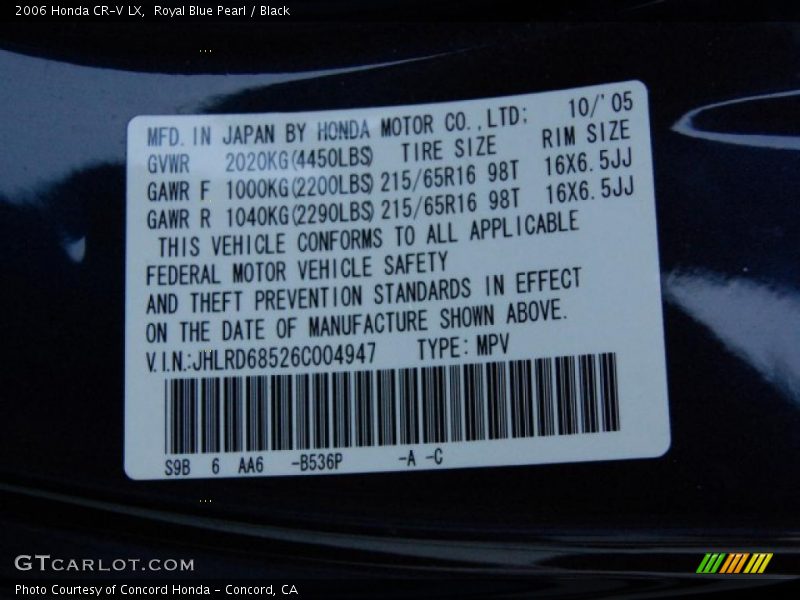 2006 Honda CR-V LX,  Royal Blue Pearl / Black
MFD. IN JAPAN BY HONDA MOTOR CO.,LTD; 10/'05
GVWR 2020KG(4450LBS) TIRE SIZE RIM SIZE
GAWR F 1000KG(2200LBS) 215/65R16 98T 16X6.5JJ
GAWR R 1040KG(2290LBS) 215/65R16 98T 16X6.5JJ
THIS VEHICLE CONFORMS TO ALL APPLICABLE
FEDERAL MOTOR VEHICLE SAFETY
AND THEFT PREVENTION STANDARDS IN EFFECT
ON THE DATE OF MANUFACTURE SHOWN ABOVE.
V.I.N.:JHLRD68526C004947 TYPE: MPV
S9B 6 AA6 -B536P -A -C
GTCARLOT.COM
Photo Courtesy of Concord Honda - Concord, CA